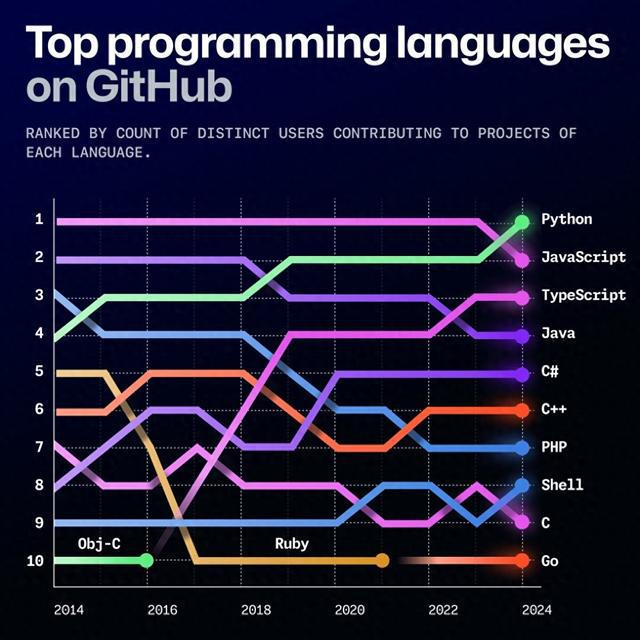 Top programming languages
on GitHub
RANKED BY COUNT OF DISTINCT USERS CONTRIBUTING TO PROJECTS OF
EACH LANGUAGE.
1
Python
2
JavaScript
3
TypeScript
4
Java
5
C#
6
C++
7
PHP
8
Shell
9
C
Obj-C
Ruby
10
Go
2014
2016
2018
2020
2022
2024